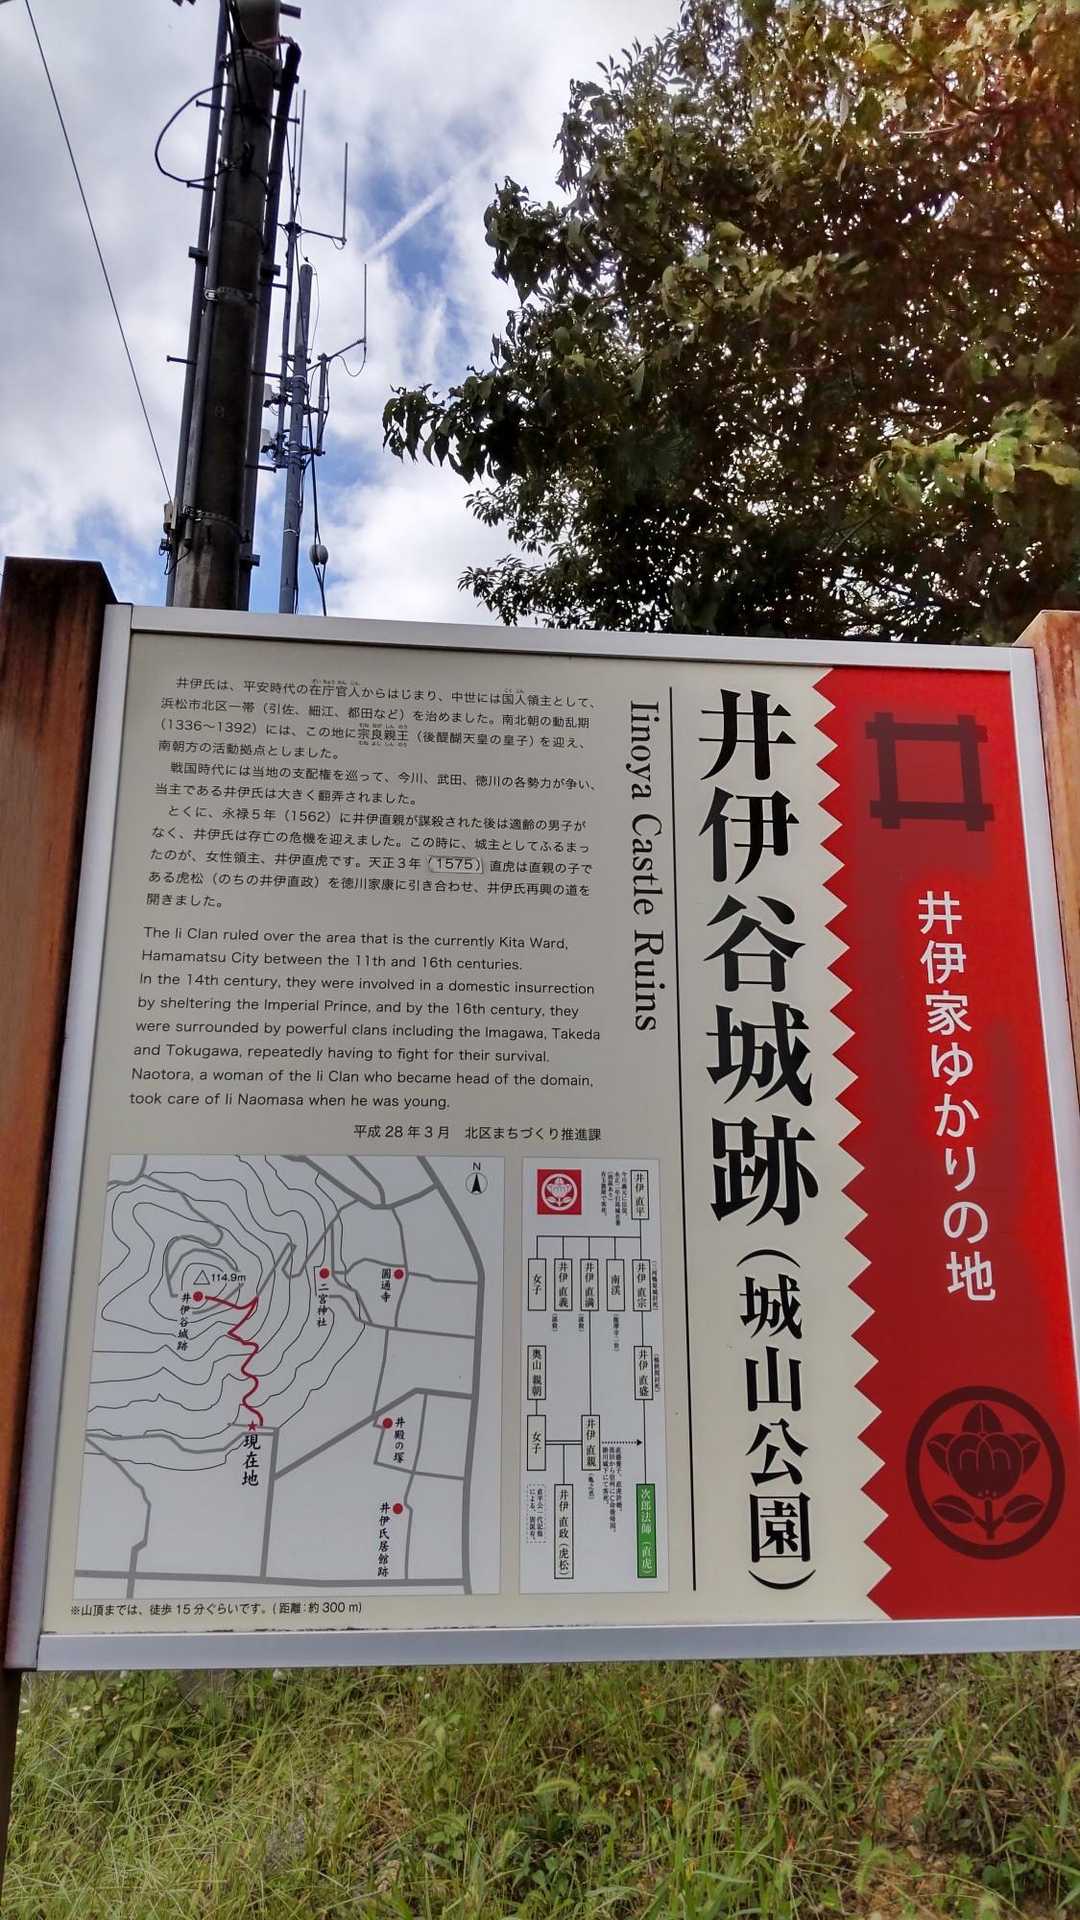 井伊家ゆかりの地
井伊谷城跡（城山公園）
Iinoya Castle Ruins
井伊氏は、平安時代の在庁官人からはじまり、中世には国人領主として、
浜松市北区一帯（引佐、細江、都田など）を治めました。南北朝の動乱期
（1336〜1392）には、この地に宗良親王（後醍醐天皇の皇子）を迎え、
南朝方の活動拠点としました。
戦国時代には当地の支配権を巡って、今川、武田、徳川の各勢力が争い、
当主である井伊氏は大きく翻弄されました。
とくに、永禄５年（1562）に井伊直親が謀殺された後は適齢の男子が
なく、井伊氏は存亡の危機を迎えました。この時に、城主としてふるまっ
たのが、女性領主、井伊直虎です。天正３年（1575）直虎は直親の子で
ある虎松（のちの井伊直政）を徳川家康に引き合わせ、井伊氏再興の道を
開きました。
The Ii Clan ruled over the area that is the currently Kita Ward,
Hamamatsu City between the 11th and 16th centuries.
In the 14th century, they were involved in a domestic insurrection
by sheltering the Imperial Prince, and by the 16th century, they
were surrounded by powerful clans including the Imagawa, Takeda
and Tokugawa, repeatedly having to fight for their survival.
Naotora, a woman of the Ii Clan who became head of the domain,
took care of Ii Naomasa when he was young.
平成 28 年 3 月　北区まちづくり推進課
N
114.9m
井伊谷城跡
二宮神社
圓通寺
現在地
井殿の塚
井伊氏居館跡
※山頂までは、徒歩 15 分ぐらいです。( 距離：約 300 m)
井伊 直平
井伊 直宗
南渓
井伊 直満
井伊 直義
女子
井伊 直盛
奥山 親朝
井伊 直親
女子
次郎法師（直虎）
井伊 直政（虎松）